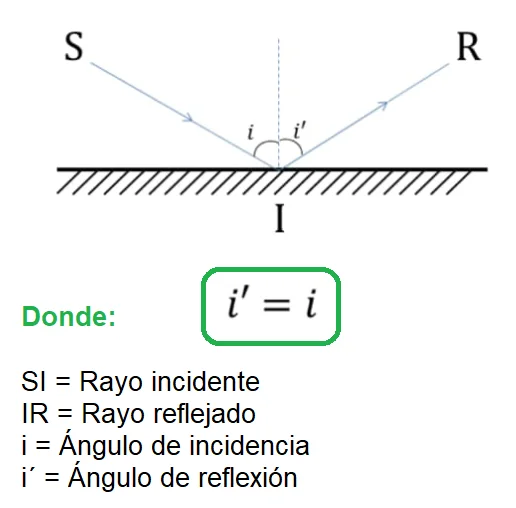 S R
i i′
I
i′ = i
Donde:
SI = Rayo incidente
IR = Rayo reflejado
i = Ángulo de incidencia
i´ = Ángulo de reflexión